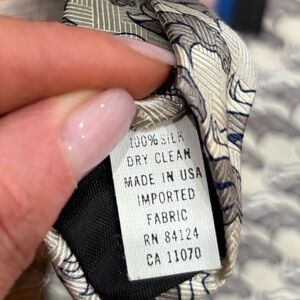 100% SILK
DRY CLEAN
MADE IN USA
IMPORTED
FABRIC
RN 84124
CA 11070